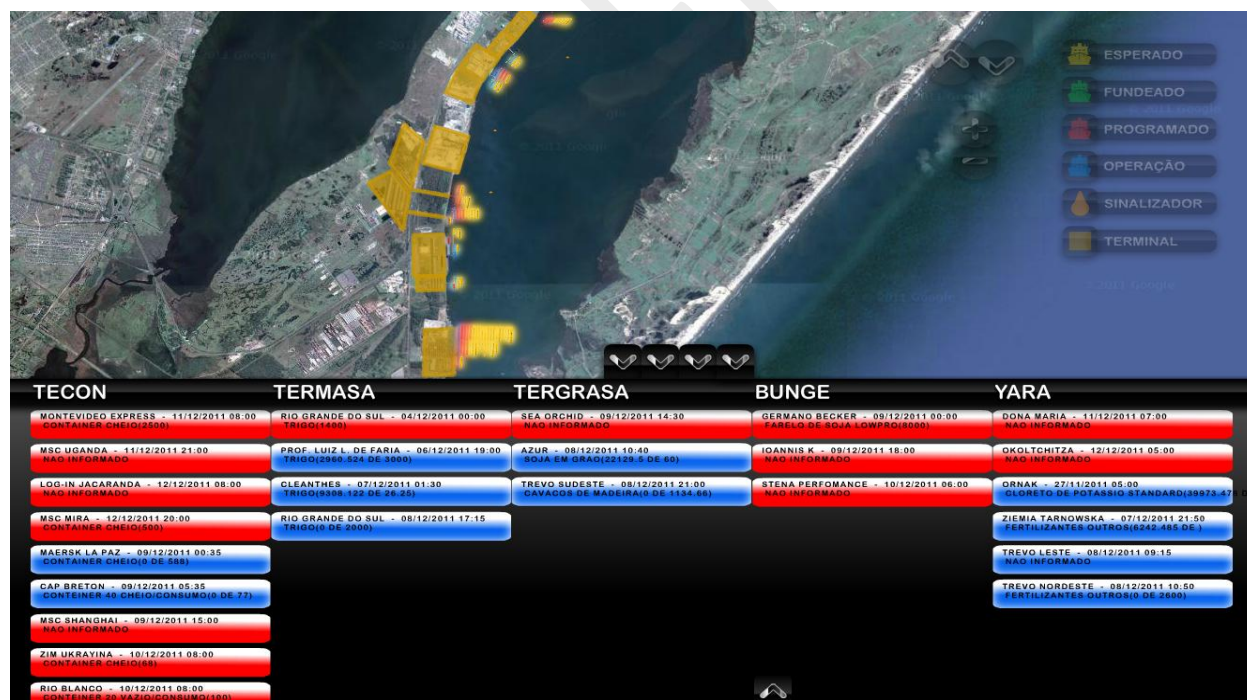 ESPERADO
FUNDEADO
PROGRAMADO
OPERAÇÃO
SINALIZADOR
TERMINAL
TECON
MONTEVIDEO EXPRESS - 11/12/2011 08:00
CONTAINER CHEIO(2500)
MSC UGANDA - 11/12/2011 21:00
NAO INFORMADO
LOG-IN JACARANDA - 12/12/2011 08:00
NAO INFORMADO
MSC MIRA - 12/12/2011 20:00
CONTAINER CHEIO(500)
MAERSK LA PAZ - 09/12/2011 00:35
CONTAINER CHEIO(0 DE 588)
CAP BRETON - 09/12/2011 05:35
CONTEINER 40 CHEIO/CONSUMO(0 DE 77)
MSC SHANGHAI - 09/12/2011 15:00
NAO INFORMADO
ZIM UKRAYINA - 10/12/2011 08:00
CONTAINER CHEIO(68)
RIO BLANCO - 10/12/2011 08:00
CONTEINER 20 VAZIO/CONSUMO(100)
TERMASA
RIO GRANDE DO SUL - 04/12/2011 00:00
TRIGO(1400)
PROF. LUIZ L. DE FARIA - 06/12/2011 19:00
TRIGO(2960.524 DE 3000)
CLEANTHES - 07/12/2011 01:30
TRIGO(9308.122 DE 26.25)
RIO GRANDE DO SUL - 08/12/2011 17:15
TRIGO(0 DE 2000)
TERGRASA
SEA ORCHID - 09/12/2011 14:30
NAO INFORMADO
AZUR - 08/12/2011 10:40
SOJA EM GRAO(22129.5 DE 60)
TREVO SUDESTE - 08/12/2011 21:00
CAVACOS DE MADEIRA(0 DE 1134.66)
BUNGE
GERMANO BECKER - 09/12/2011 00:00
FARELO DE SOJA LOWPRO(8000)
IOANNIS K - 09/12/2011 18:00
NAO INFORMADO
STENA PERFOMANCE - 10/12/2011 06:00
NAO INFORMADO
YARA
DONA MARIA - 11/12/2011 07:00
NAO INFORMADO
OKOLTCHITZA - 12/12/2011 05:00
NAO INFORMADO
ORNAK - 27/11/2011 05:00
CLORETO DE POTASSIO STANDARD(39973.478 D
ZIEMIA TARNOWSKA - 07/12/2011 21:50
FERTILIZANTES OUTROS(6242.485 DE )
TREVO LESTE - 08/12/2011 09:15
NAO INFORMADO
TREVO NORDESTE - 08/12/2011 10:50
FERTILIZANTES OUTROS(0 DE 2600)